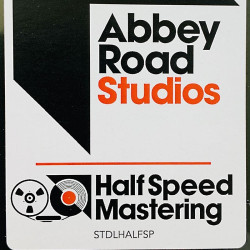 Abbey
Road
Studios
Half Speed
Mastering
STDLHALFSP